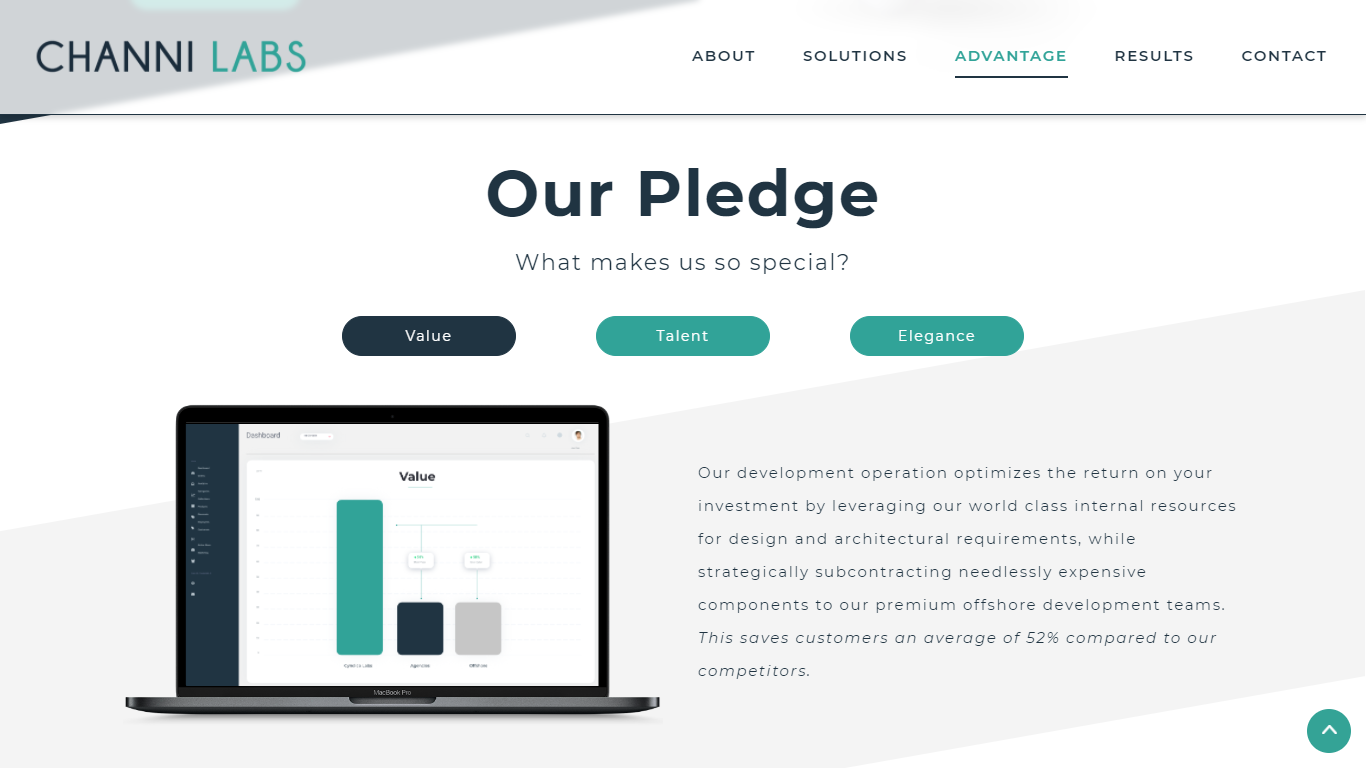 CHANNI LABS
ABOUT
SOLUTIONS
ADVANTAGE
RESULTS
CONTACT
Our Pledge
What makes us so special?
Value
Talent
Elegance
Dashboard
Value
Agencies
Offshore
MacBook Pro
Our development operation optimizes the return on your
investment by leveraging our world class internal resources
for design and architectural requirements, while
strategically subcontracting needlessly expensive
components to our premium offshore development teams.
This saves customers an average of 52% compared to our
competitors.